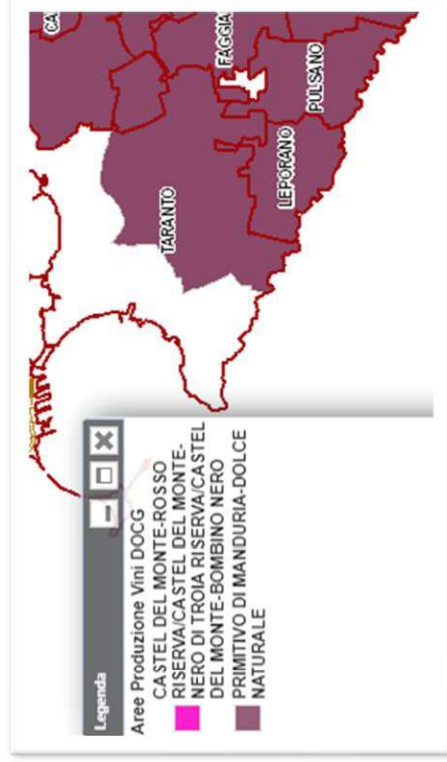 Legenda
Aree Produzione Vini DOCG
CASTEL DEL MONTE-ROSSO
RISERVA/CASTEL DEL MONTE-
NERO DI TROIA RISERVA/CASTEL
DEL MONTE-BOMBINO NERO
PRIMITIVO DI MANDURIA-DOLCE
NATURALE
TARANTO
LEPORANO
PULSANO
FAGGIA
CA